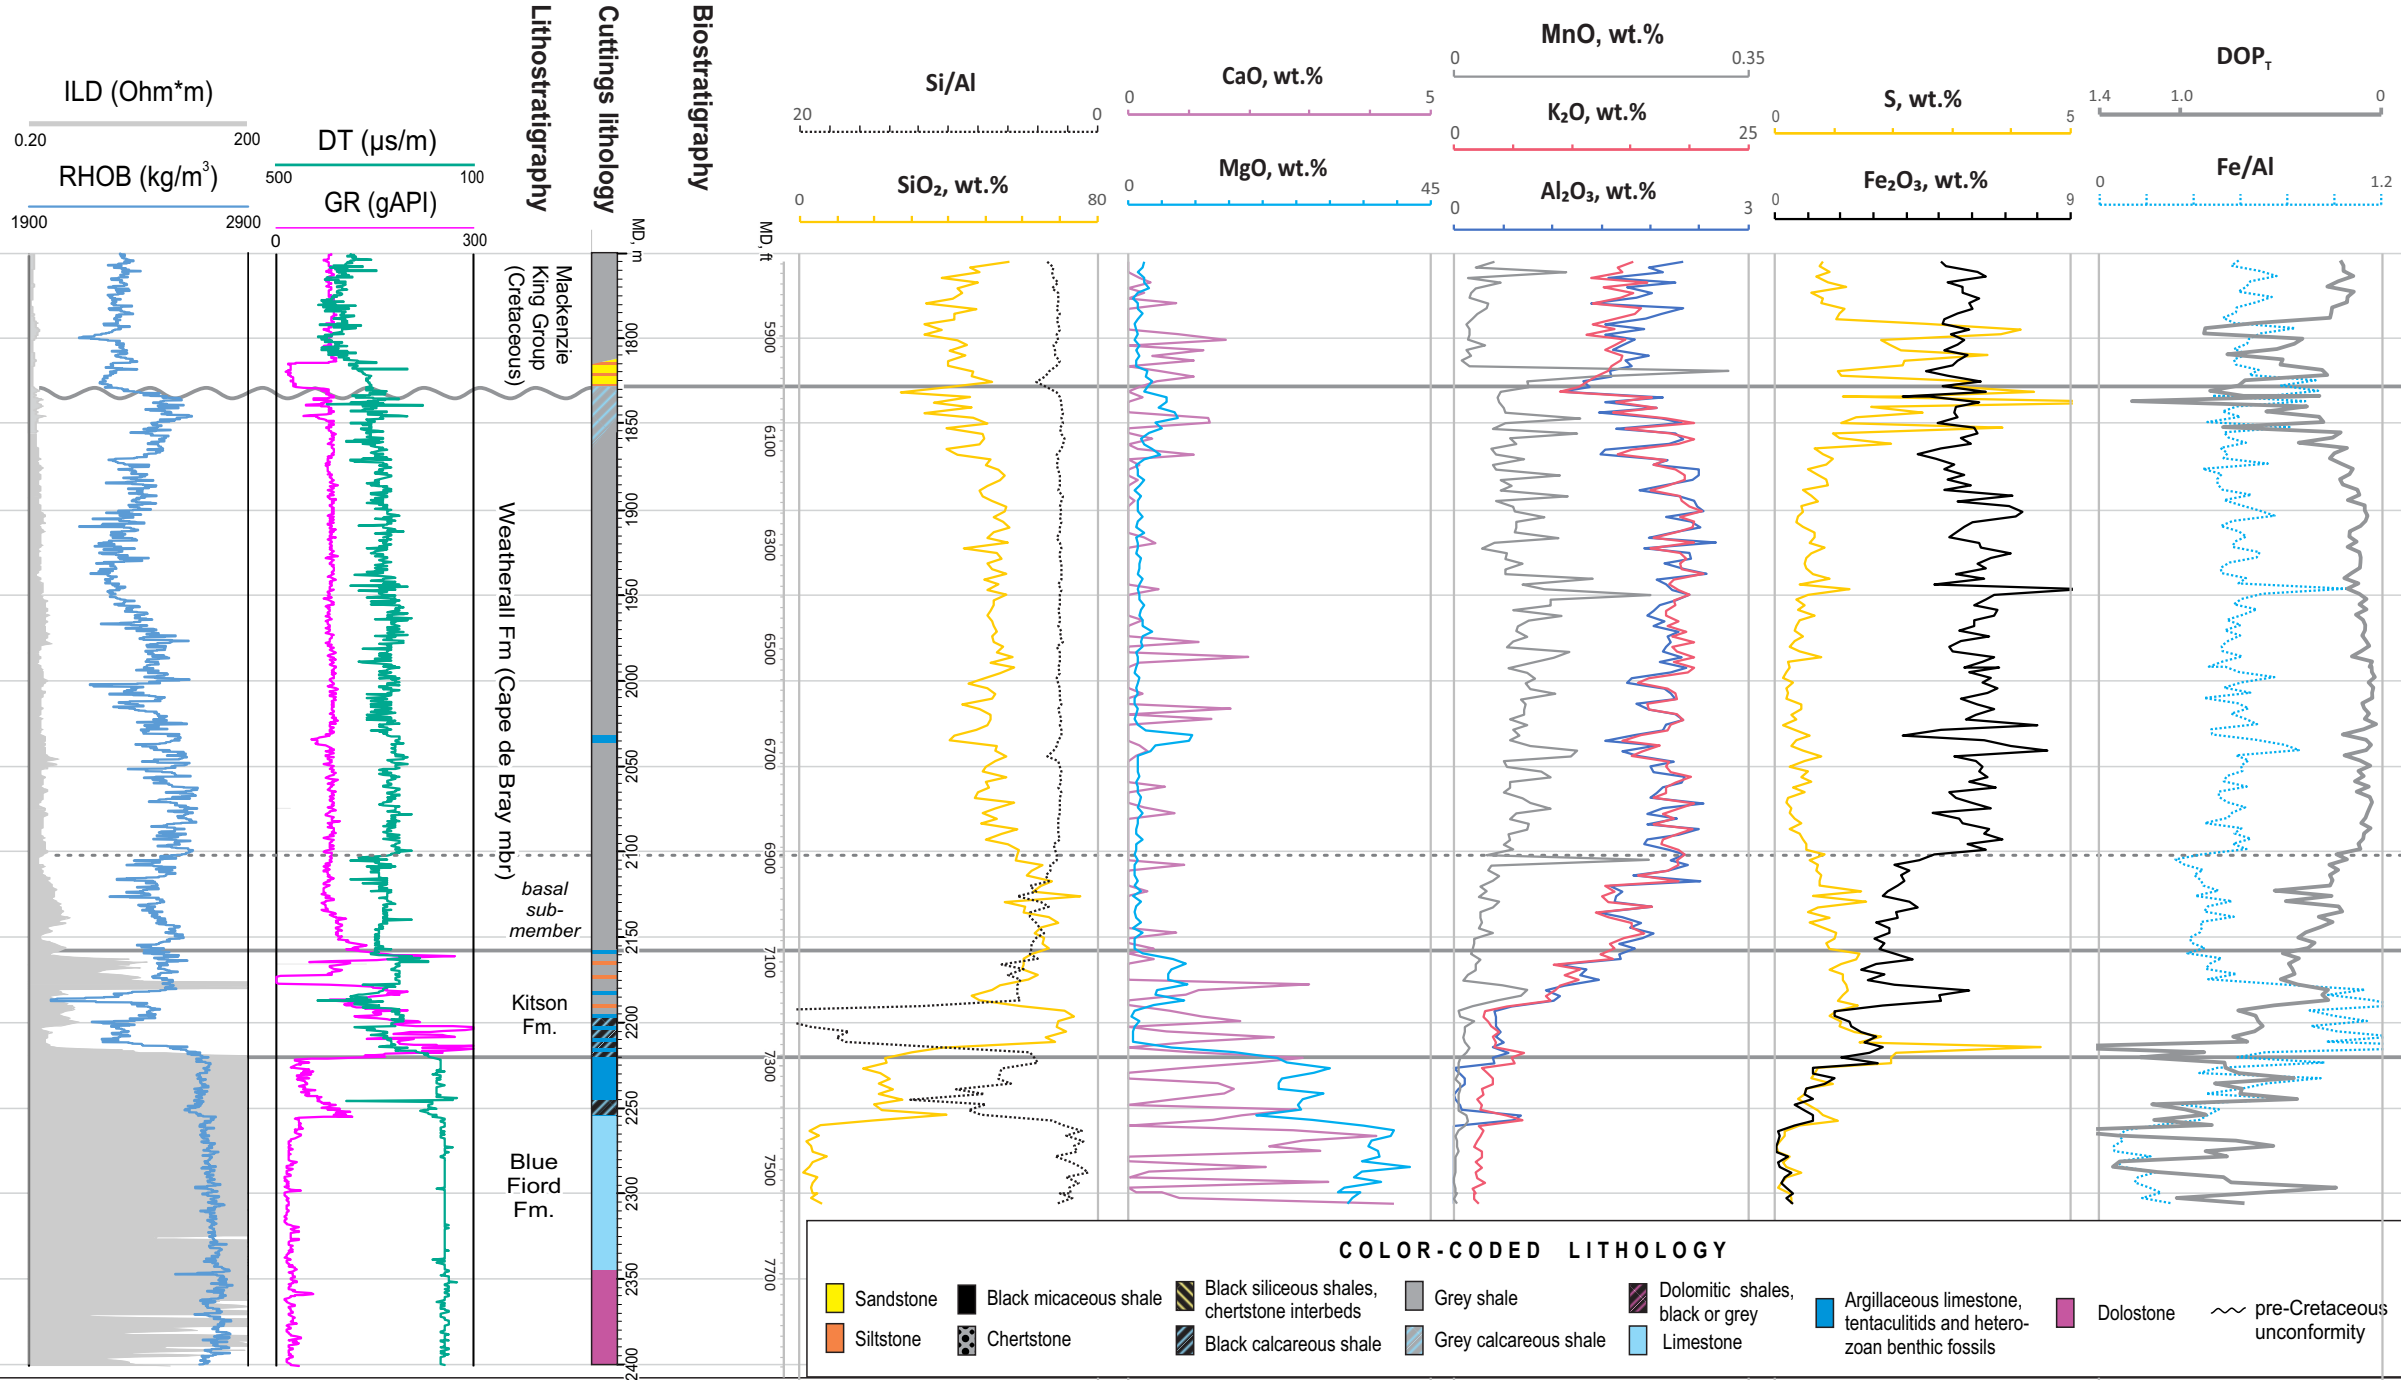 Lithostratigraphy
Cuttings lithology
Biostratigraphy
ILD (Ohm*m)
0.20 200
RHOB (kg/m³)
1900 2900
DT (µs/m)
500 100
GR (gAPI)
0 300
MD, m
MD, ft
Si/Al
20 0
SiO₂, wt.%
0 80
CaO, wt.%
0 5
MgO, wt.%
0 45
MnO, wt.%
0 0.35
K₂O, wt.%
0 25
Al₂O₃, wt.%
0 3
S, wt.%
0 5
Fe₂O₃, wt.%
0 9
DOP_T
1.4 1.0 0
Fe/Al
0 1.2
Mackenzie
King Group
(Cretaceous)
Weatherall Fm (Cape de Bray mbr)
basal
sub-
member
Kitson
Fm.
Blue
Fiord
Fm.
1800
1850
1900
1950
2000
2050
2100
2150
2200
2250
2300
2350
2400
5900
6100
6300
6500
6700
6900
7100
7300
7500
7700
COLOR-CODED LITHOLOGY
Sandstone
Siltstone
Black micaceous shale
Chertstone
Black siliceous shales,
chertstone interbeds
Black calcareous shale
Grey shale
Grey calcareous shale
Dolomitic shales,
black or grey
Limestone
Argillaceous limestone,
tentaculitids and hetero-
zoan benthic fossils
Dolostone
pre-Cretaceous
unconformity